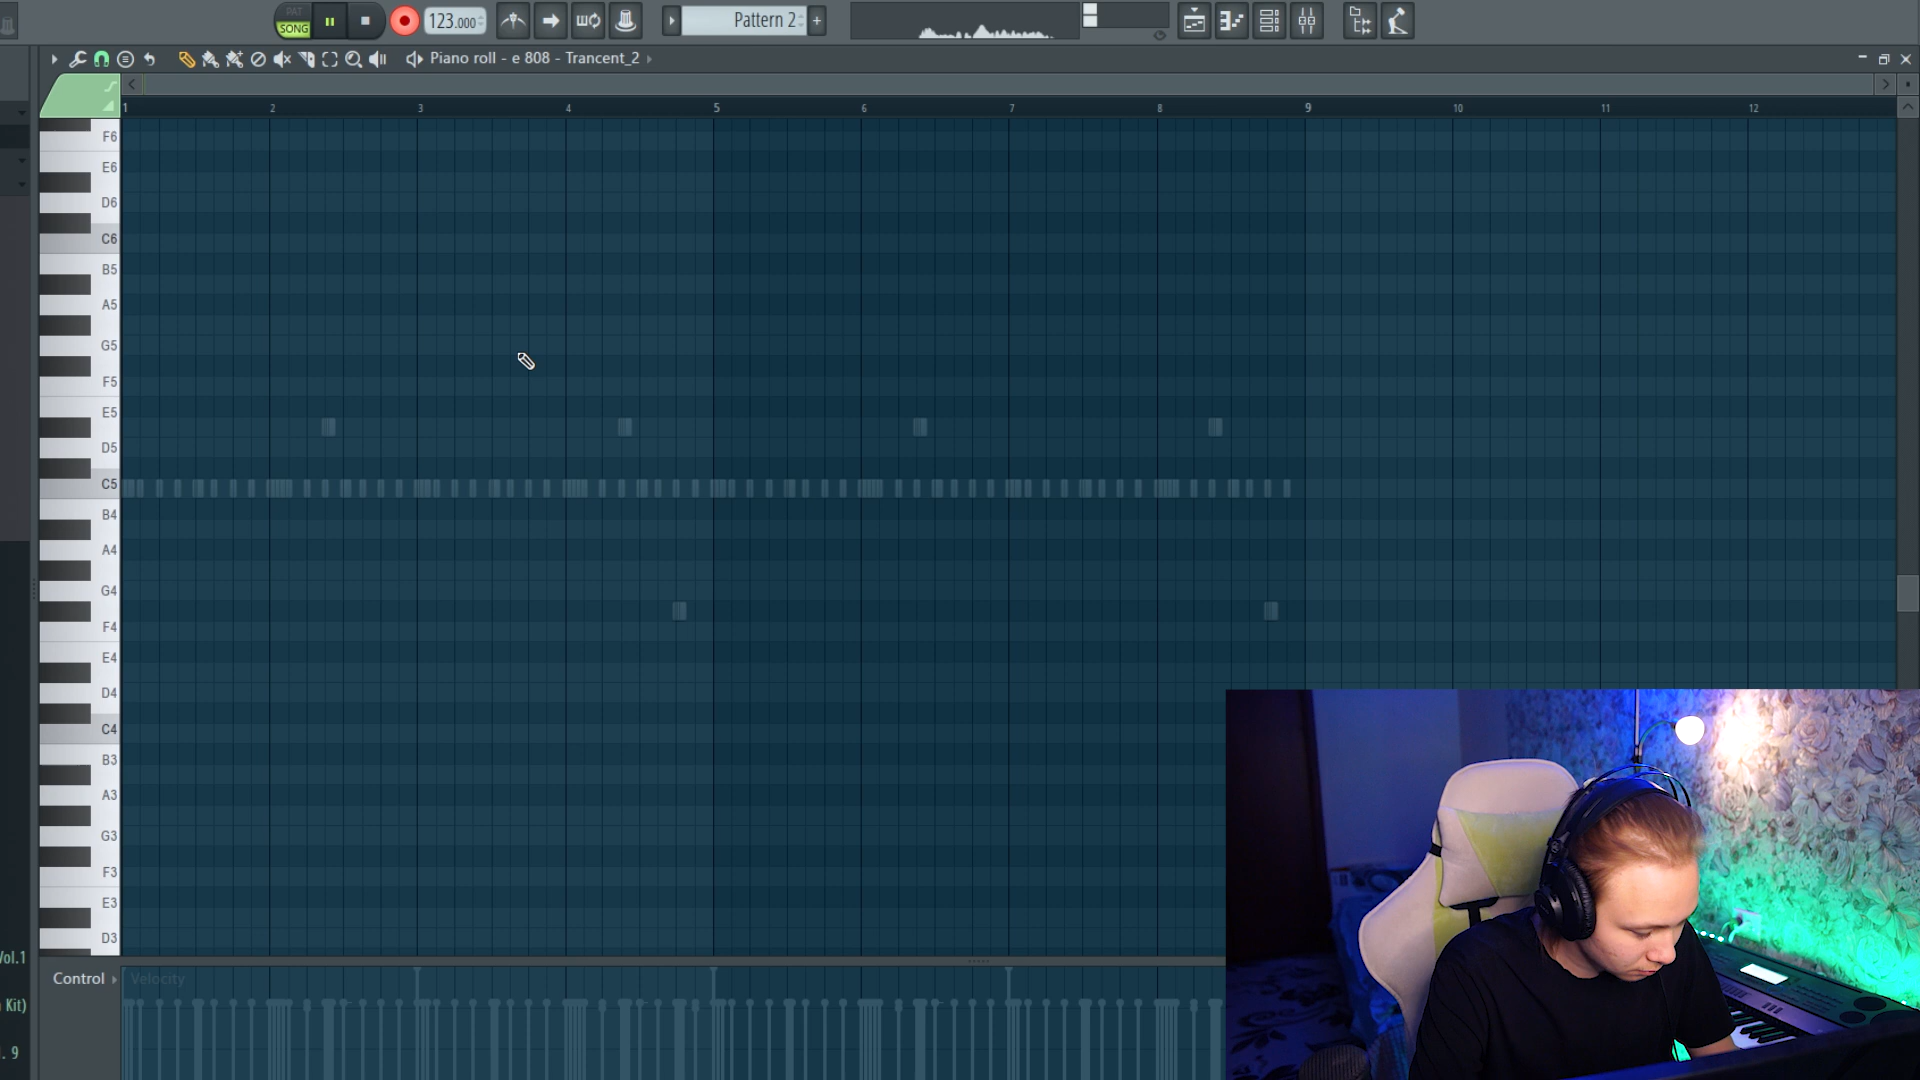 PAT
SONG
123.000
Pattern 2
+
Piano roll - e 808 - Trancent_2
1 2 3 4 5 6 7 8 9 10 11 12
F6
E6
D6
C6
B5
A5
G5
F5
E5
D5
C5
B4
A4
G4
F4
E4
D4
C4
B3
A3
G3
F3
E3
D3
Vol.1
Control
Velocity
Kit)
. 9